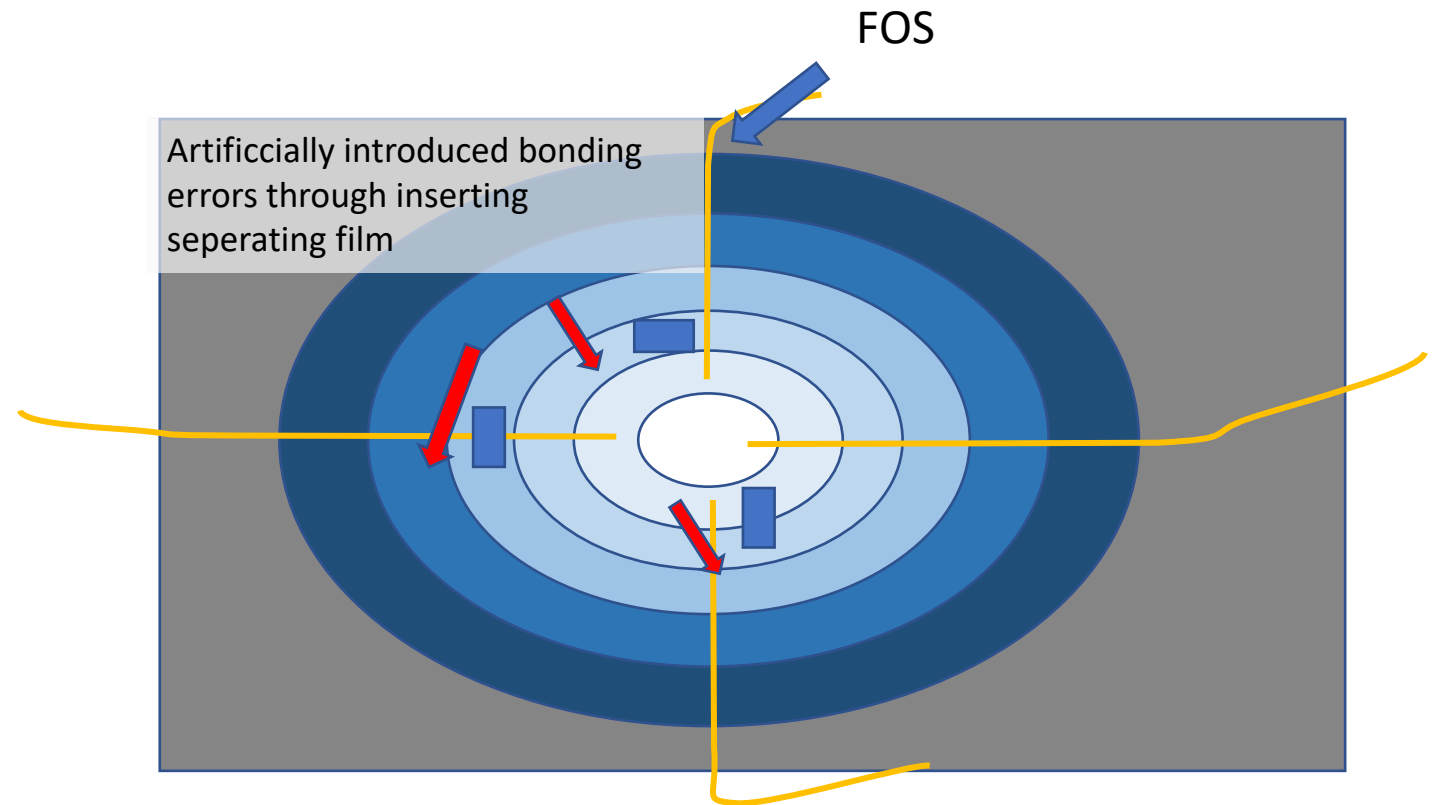 FOS
Artificcially introduced bonding
errors through inserting
seperating film